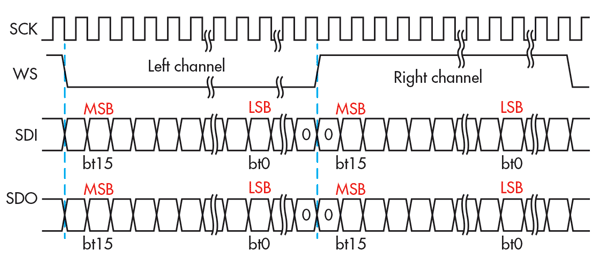 SCK
WS
Left channel
Right channel
MSB
LSB
MSB
LSB
SDI
0
0
bt15
bt0
bt15
bt0
MSB
LSB
MSB
LSB
SDO
0
0
bt15
bt0
bt15
bt0